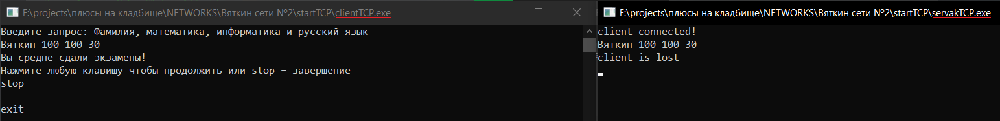 F:\projects\плюсы на кладбище\NETWORKS\Вяткин сети №2\startTCP\clientTCP.exe
Введите запрос: Фамилия, математика, информатика и русский язык
Вяткин 100 100 30
Вы средне сдали экзамены!
Нажмите любую клавишу чтобы продолжить или stop = завершение
stop
exit
F:\projects\плюсы на кладбище\NETWORKS\Вяткин сети №2\startTCP\servakTCP.exe
client connected!
Вяткин 100 100 30
client is lost